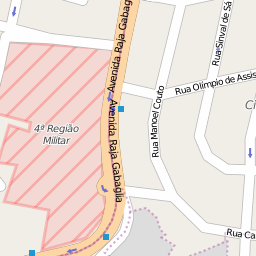 Avenida Raja Gabaglia
Rua Sinval de Sá
Rua Olímpio de Assis
Rua Manoel Couto
Avenida Raja Gabaglia
4ª Região
Militar
Ci
Rua Ca